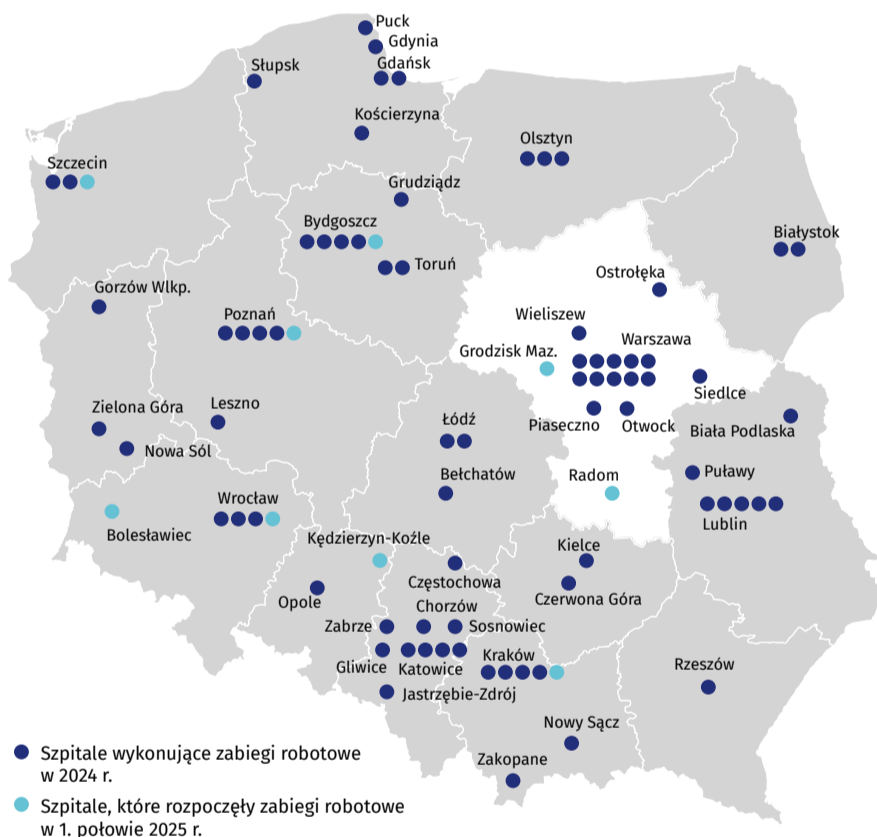 Puck
Gdynia
Gdańsk
Słupsk
Kościerzyna
Olsztyn
Szczecin
Grudziądz
Bydgoszcz
Białystok
Toruń
Ostrołęka
Gorzów Wlkp.
Poznań
Wieliszew
Warszawa
Grodzisk Maz.
Siedlce
Zielona Góra
Leszno
Łódź
Piaseczno
Otwock
Biała Podlaska
Nowa Sól
Bełchatów
Radom
Puławy
Wrocław
Lublin
Bolesławiec
Kędzierzyn-Koźle
Kielce
Częstochowa
Opole
Czerwona Góra
Chorzów
Zabrze
Sosnowiec
Gliwice
Katowice
Kraków
Rzeszów
Jastrzębie-Zdrój
Nowy Sącz
Zakopane
Szpitale wykonujące zabiegi robotowe
w 2024 r.
Szpitale, które rozpoczęły zabiegi robotowe
w 1. połowie 2025 r.